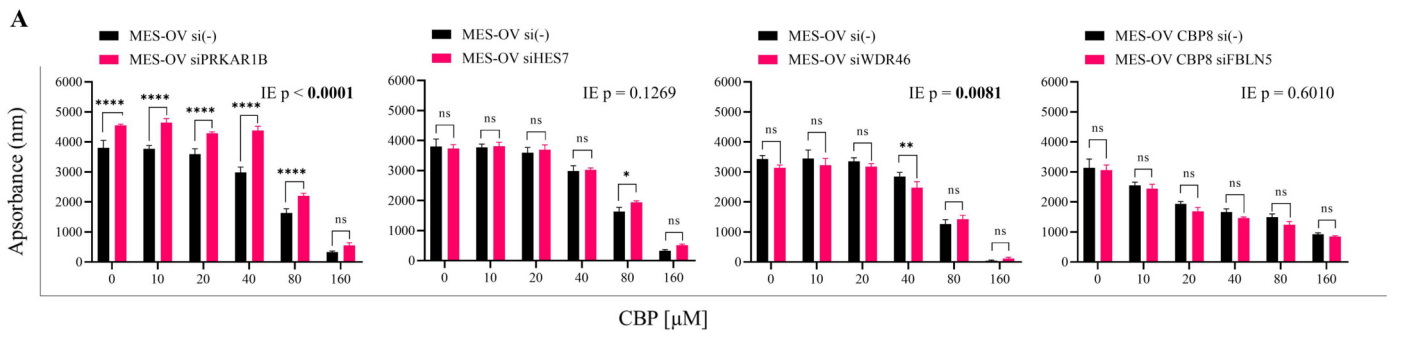 A
MES-OV si(-)
MES-OV siPRKAR1B
MES-OV si(-)
MES-OV siHES7
MES-OV si(-)
MES-OV siWDR46
MES-OV CBP8 si(-)
MES-OV CBP8 siFBLN5
Apsorbance (nm)
6000
5000
4000
3000
2000
1000
0
IE p < 0.0001
**** **** **** **** **** ns
0 10 20 40 80 160
6000
5000
4000
3000
2000
1000
0
IE p = 0.1269
ns ns ns ns * ns
0 10 20 40 80 160
6000
5000
4000
3000
2000
1000
0
IE p = 0.0081
ns ns ns ** ns ns
0 10 20 40 80 160
6000
5000
4000
3000
2000
1000
0
IE p = 0.6010
ns ns ns ns ns ns
0 10 20 40 80 160
CBP [µM]